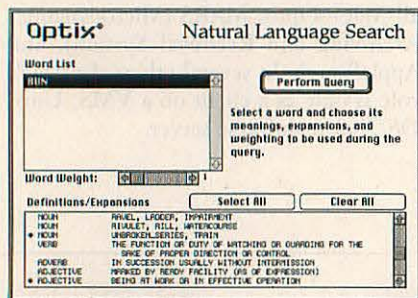 Optix® Natural Language Search
Word List
RUN
Perform Query
Select a word and choose its
meanings, expansions, and
weighting to be used during the
query.
Word Weight: 1
Definitions/Expansions Select All Clear All
NOUN RAVEL, LADDER, IMPAIRMENT
NOUN RIVULET, RILL, WATERCOURSE
• NOUN UNBROKEN_SERIES, TRAIN
VERB THE FUNCTION OR DUTY OF WATCHING OR GUARDING FOR THE
SAKE OF PROPER DIRECTION OR CONTROL
ADVERB IN SUCCESSION USUALLY WITHOUT INTERMISSION
ADJECTIVE MARKED BY READY FACILITY (AS OF EXPRESSION)
• ADJECTIVE BEING AT WORK OR IN EFFECTIVE OPERATION